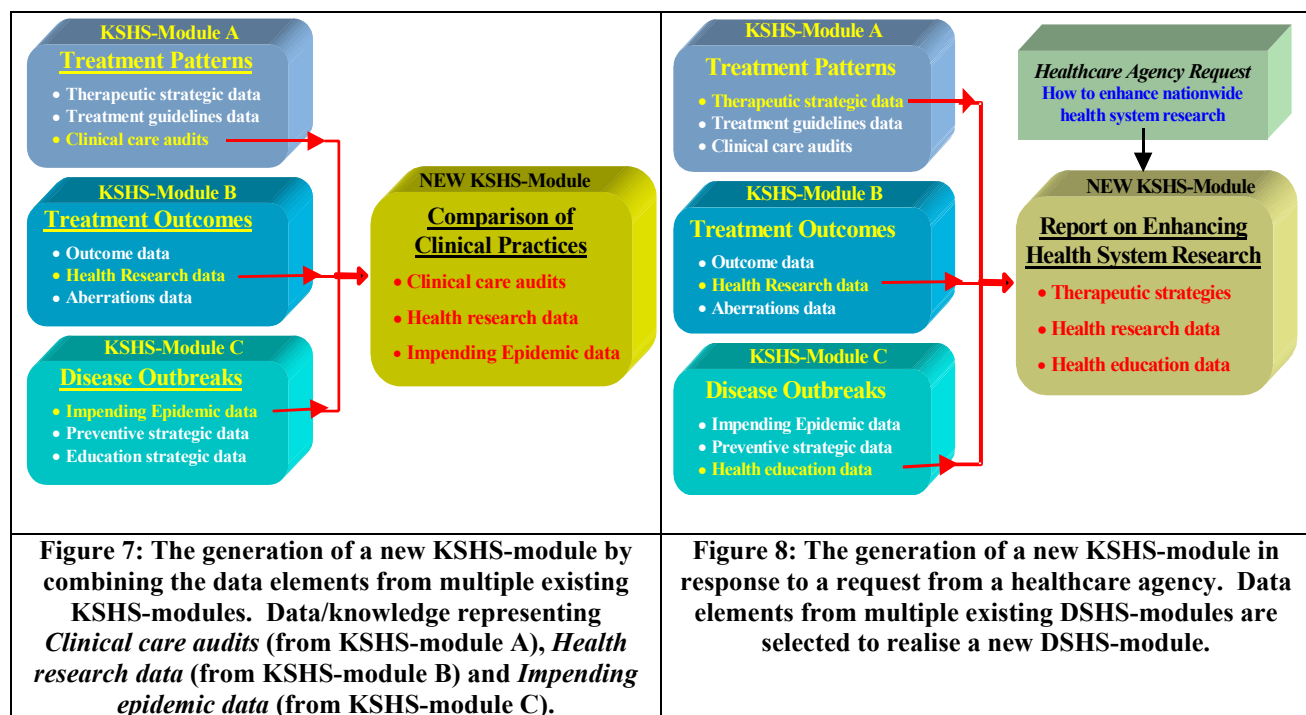 KSHS-Module A
Treatment Patterns
• Therapeutic strategic data
• Treatment guidelines data
• Clinical care audits
KSHS-Module B
Treatment Outcomes
• Outcome data
• Health Research data
• Aberrations data
KSHS-Module C
Disease Outbreaks
• Impending Epidemic data
• Preventive strategic data
• Education strategic data
NEW KSHS-Module
Comparison of
Clinical Practices
• Clinical care audits
• Health research data
• Impending Epidemic data
Figure 7: The generation of a new KSHS-module by
combining the data elements from multiple existing
KSHS-modules. Data/knowledge representing
Clinical care audits (from KSHS-module A), Health
research data (from KSHS-module B) and Impending
epidemic data (from KSHS-module C).
KSHS-Module A
Treatment Patterns
• Therapeutic strategic data
• Treatment guidelines data
• Clinical care audits
KSHS-Module B
Treatment Outcomes
• Outcome data
• Health Research data
• Aberrations data
KSHS-Module C
Disease Outbreaks
• Impending Epidemic data
• Preventive strategic data
• Health education data
Healthcare Agency Request
How to enhance nationwide
health system research
NEW KSHS-Module
Report on Enhancing
Health System Research
• Therapeutic strategies
• Health research data
• Health education data
Figure 8: The generation of a new KSHS-module in
response to a request from a healthcare agency. Data
elements from multiple existing DSHS-modules are
selected to realise a new DSHS-module.